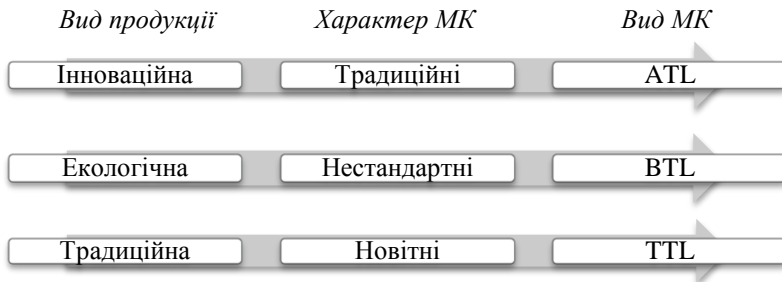 Вид продукції Характер МК Вид МК
Інноваційна Традиційні ATL
Екологічна Нестандартні BTL
Традиційна Новітні TTL